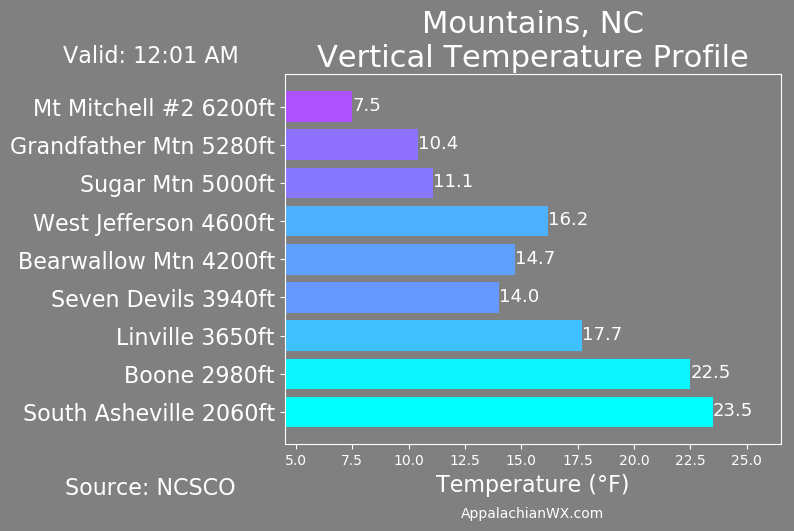 Mountains, NC
Vertical Temperature Profile
Valid: 12:01 AM
Mt Mitchell #2 6200ft 7.5
Grandfather Mtn 5280ft 10.4
Sugar Mtn 5000ft 11.1
West Jefferson 4600ft 16.2
Bearwallow Mtn 4200ft 14.7
Seven Devils 3940ft 14.0
Linville 3650ft 17.7
Boone 2980ft 22.5
South Asheville 2060ft 23.5
5.0 7.5 10.0 12.5 15.0 17.5 20.0 22.5 25.0
Temperature (°F)
Source: NCSCO
AppalachianWX.com